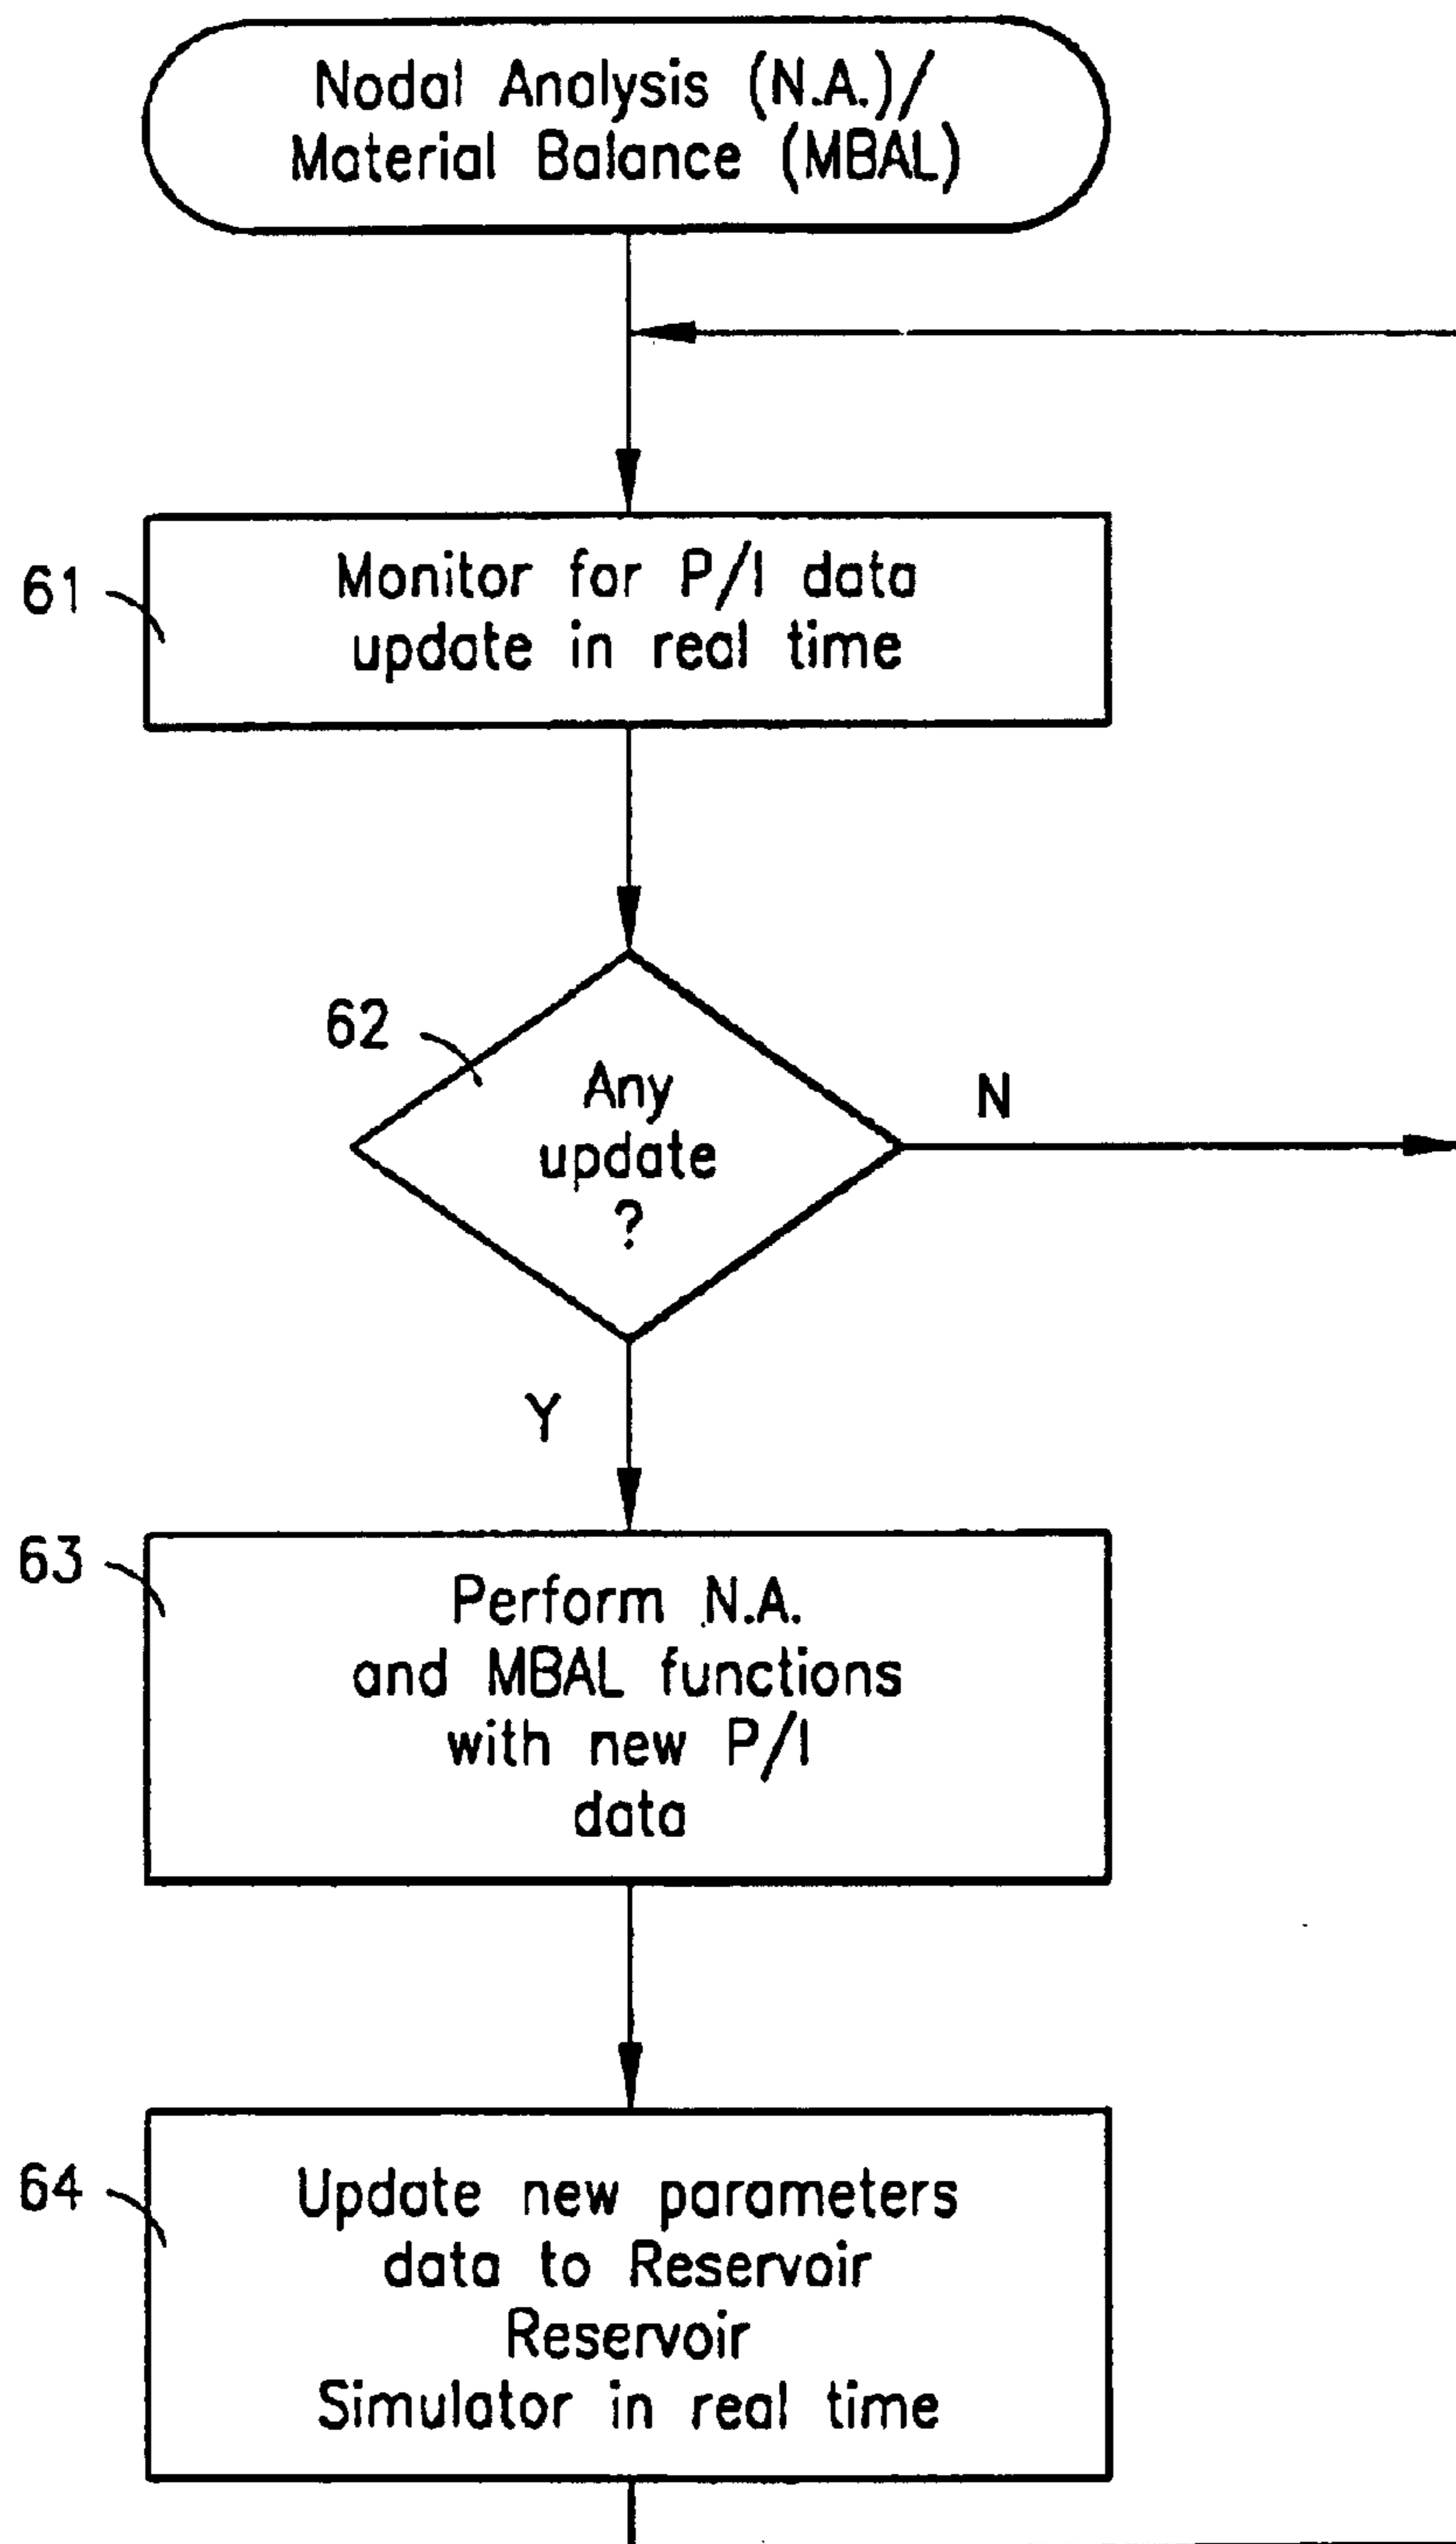 Nodal Analysis (N.A.)/
Material Balance (MBAL)
61
Monitor for P/I data
update in real time
62
Any
update
?
N
Y
63
Perform N.A.
and MBAL functions
with new P/I
data
64
Update new parameters
data to Reservoir
Reservoir
Simulator in real time